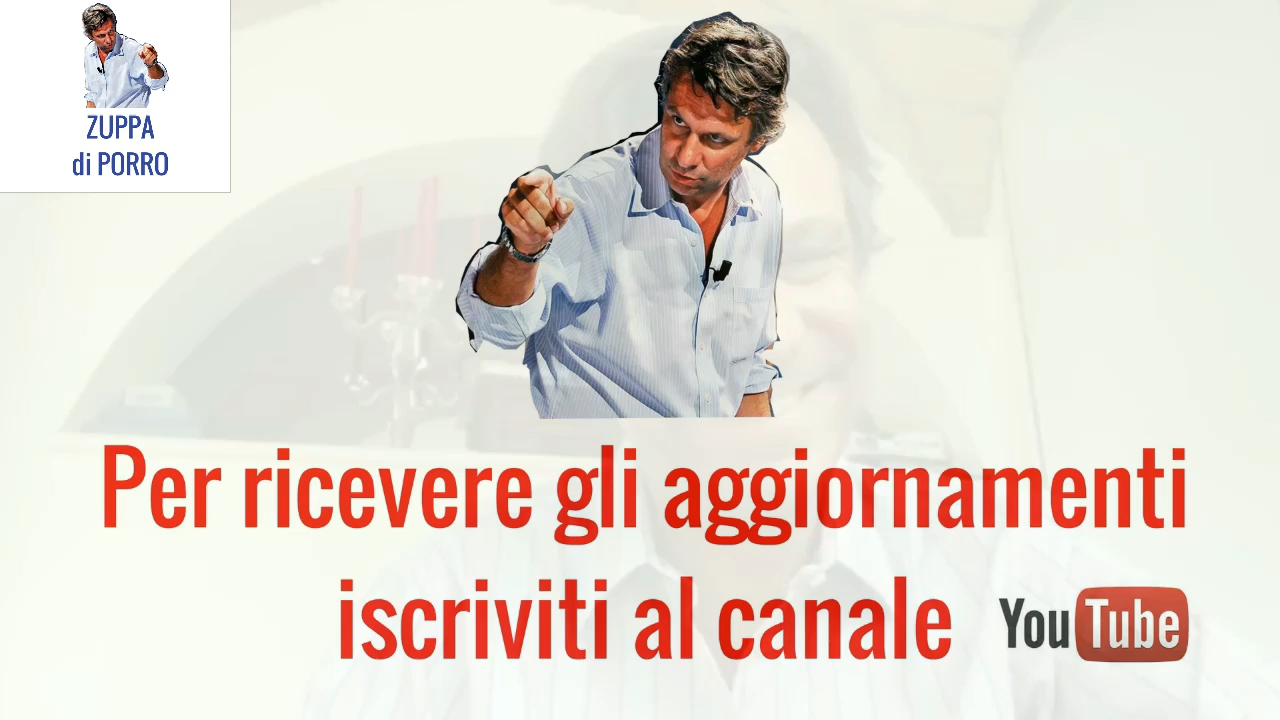 ZUPPA
di PORRO
Per ricevere gli aggiornamenti
iscriviti al canale YouTube